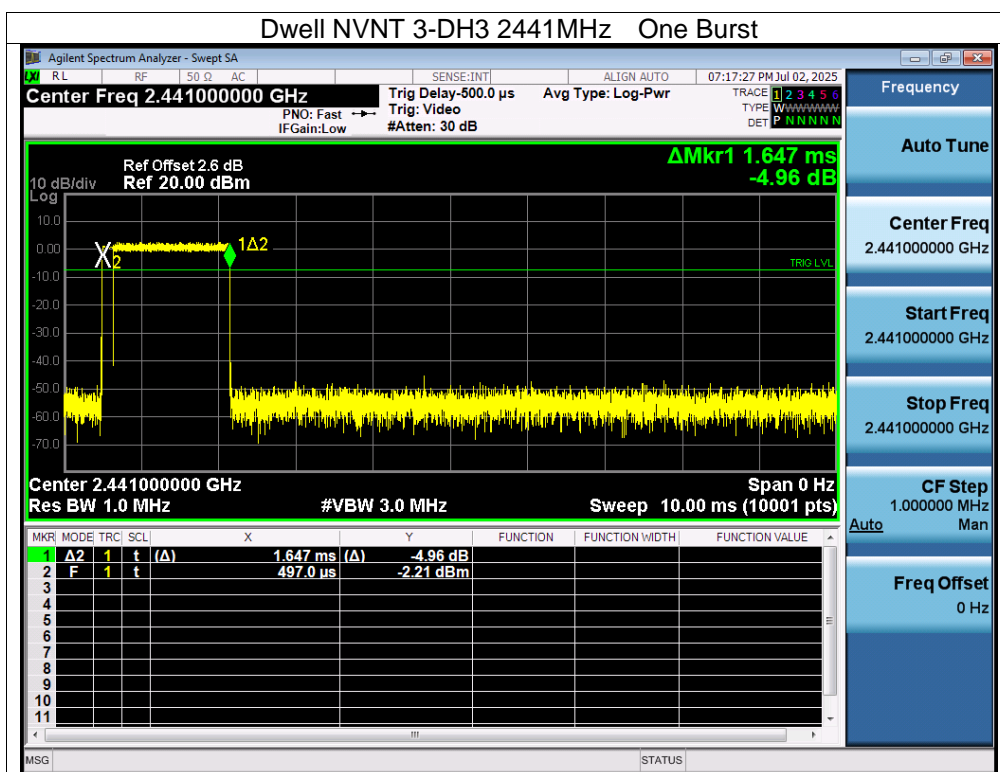 Dwell NVNT 3-DH3 2441MHz One Burst
Agilent Spectrum Analyzer - Swept SA
LXI RL RF 50 Ω AC SENSE:INT ALIGN AUTO 07:17:27 PM Jul 02, 2025
Center Freq 2.441000000 GHz Trig Delay-500.0 µs Avg Type: Log-Pwr TRACE 1 2 3 4 5 6
PNO: Fast Trig: Video TYPE WWWWWW
IFGain:Low #Atten: 30 dB DET P N N N N N
ΔMkr1 1.647 ms
-4.96 dB
Ref Offset 2.6 dB
10 dB/div Ref 20.00 dBm
Log
10.0
0.00
-10.0
-20.0
-30.0
-40.0
-50.0
-60.0
-70.0
X2
1Δ2
TRIG LVL
Center 2.441000000 GHz Span 0 Hz
Res BW 1.0 MHz #VBW 3.0 MHz Sweep 10.00 ms (10001 pts)
MKR MODE TRC SCL X Y FUNCTION FUNCTION WIDTH FUNCTION VALUE
1 Δ2 1 t (Δ) 1.647 ms (Δ) -4.96 dB
2 F 1 t 497.0 µs -2.21 dBm
3
4
5
6
7
8
9
10
11
MSG STATUS
Frequency
Auto Tune
Center Freq
2.441000000 GHz
Start Freq
2.441000000 GHz
Stop Freq
2.441000000 GHz
CF Step
1.000000 MHz
Auto Man
Freq Offset
0 Hz